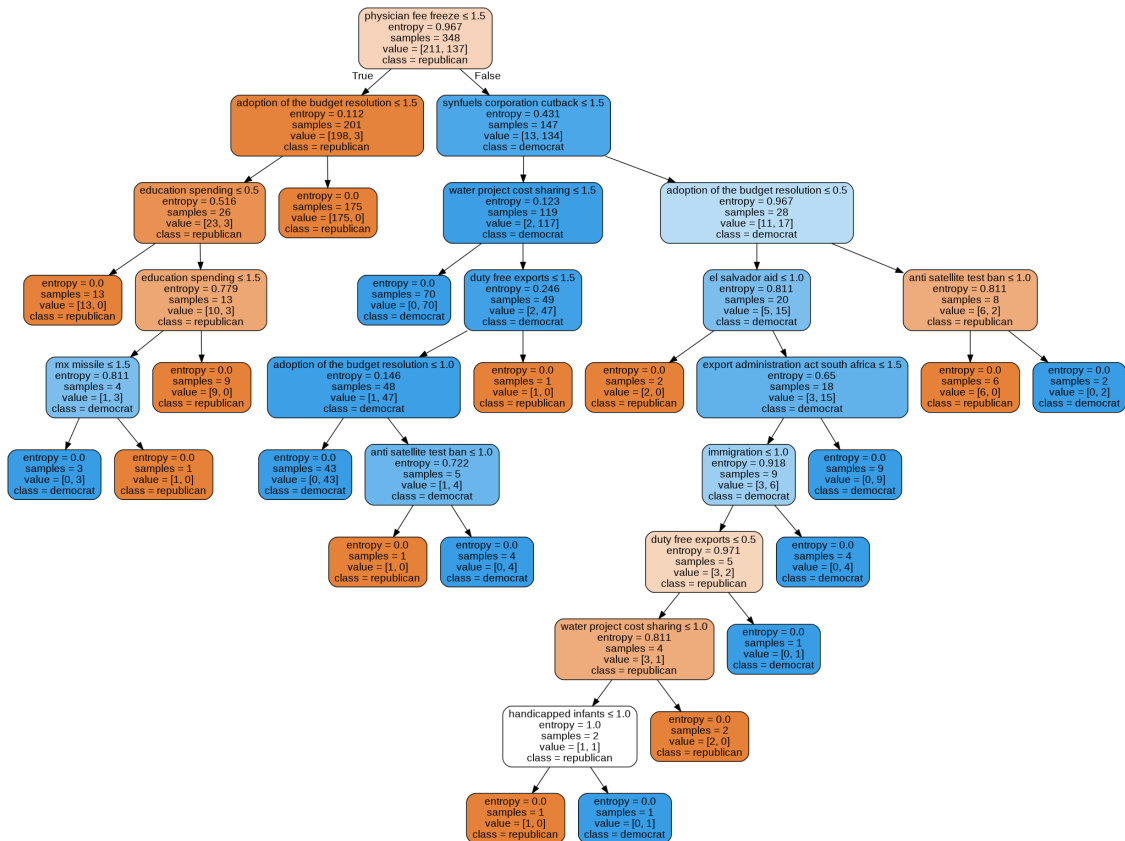 physician fee freeze ≤ 1.5
entropy = 0.967
samples = 348
value = [211, 137]
class = republican
True
False
adoption of the budget resolution ≤ 1.5
entropy = 0.112
samples = 201
value = [198, 3]
class = republican
synfuels corporation cutback ≤ 1.5
entropy = 0.431
samples = 147
value = [13, 134]
class = democrat
education spending ≤ 0.5
entropy = 0.516
samples = 26
value = [23, 3]
class = republican
entropy = 0.0
samples = 175
value = [175, 0]
class = republican
water project cost sharing ≤ 1.5
entropy = 0.123
samples = 119
value = [2, 117]
class = democrat
adoption of the budget resolution ≤ 0.5
entropy = 0.967
samples = 28
value = [11, 17]
class = democrat
entropy = 0.0
samples = 13
value = [13, 0]
class = republican
education spending ≤ 1.5
entropy = 0.779
samples = 13
value = [10, 3]
class = republican
entropy = 0.0
samples = 70
value = [0, 70]
class = democrat
duty free exports ≤ 1.5
entropy = 0.246
samples = 49
value = [2, 47]
class = democrat
el salvador aid ≤ 1.0
entropy = 0.811
samples = 20
value = [5, 15]
class = democrat
anti satellite test ban ≤ 1.0
entropy = 0.811
samples = 8
value = [6, 2]
class = republican
mx missile ≤ 1.5
entropy = 0.811
samples = 4
value = [1, 3]
class = democrat
entropy = 0.0
samples = 9
value = [9, 0]
class = republican
adoption of the budget resolution ≤ 1.0
entropy = 0.146
samples = 48
value = [1, 47]
class = democrat
entropy = 0.0
samples = 1
value = [1, 0]
class = republican
entropy = 0.0
samples = 2
value = [2, 0]
class = republican
export administration act south africa ≤ 1.5
entropy = 0.65
samples = 18
value = [3, 15]
class = democrat
entropy = 0.0
samples = 6
value = [6, 0]
class = republican
entropy = 0.0
samples = 2
value = [0, 2]
class = democrat
entropy = 0.0
samples = 3
value = [0, 3]
class = democrat
entropy = 0.0
samples = 1
value = [1, 0]
class = republican
entropy = 0.0
samples = 43
value = [0, 43]
class = democrat
anti satellite test ban ≤ 1.0
entropy = 0.722
samples = 5
value = [1, 4]
class = democrat
immigration ≤ 1.0
entropy = 0.918
samples = 9
value = [3, 6]
class = democrat
entropy = 0.0
samples = 9
value = [0, 9]
class = democrat
entropy = 0.0
samples = 1
value = [1, 0]
class = republican
entropy = 0.0
samples = 4
value = [0, 4]
class = democrat
duty free exports ≤ 0.5
entropy = 0.971
samples = 5
value = [3, 2]
class = republican
entropy = 0.0
samples = 4
value = [0, 4]
class = democrat
water project cost sharing ≤ 1.0
entropy = 0.811
samples = 4
value = [3, 1]
class = republican
entropy = 0.0
samples = 1
value = [0, 1]
class = democrat
handicapped infants ≤ 1.0
entropy = 1.0
samples = 2
value = [1, 1]
class = republican
entropy = 0.0
samples = 2
value = [2, 0]
class = republican
entropy = 0.0
samples = 1
value = [1, 0]
class = republican
entropy = 0.0
samples = 1
value = [0, 1]
class = democrat